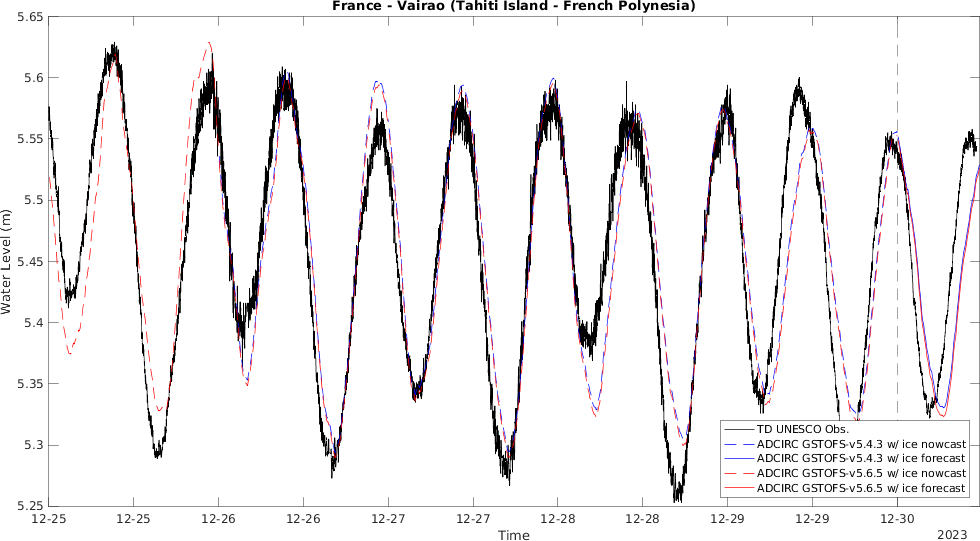 France - Vairao (Tahiti Island - French Polynesia)
5.65
5.6
5.55
5.5
5.45
5.4
5.35
5.3
5.25
Water Level (m)
TD UNESCO Obs.
ADCIRC GSTOFS-v5.4.3 w/ ice nowcast
ADCIRC GSTOFS-v5.4.3 w/ ice forecast
ADCIRC GSTOFS-v5.6.5 w/ ice nowcast
ADCIRC GSTOFS-v5.6.5 w/ ice forecast
12-25 12-25 12-26 12-26 12-27 12-27 12-28 12-28 12-29 12-29 12-30
Time
2023